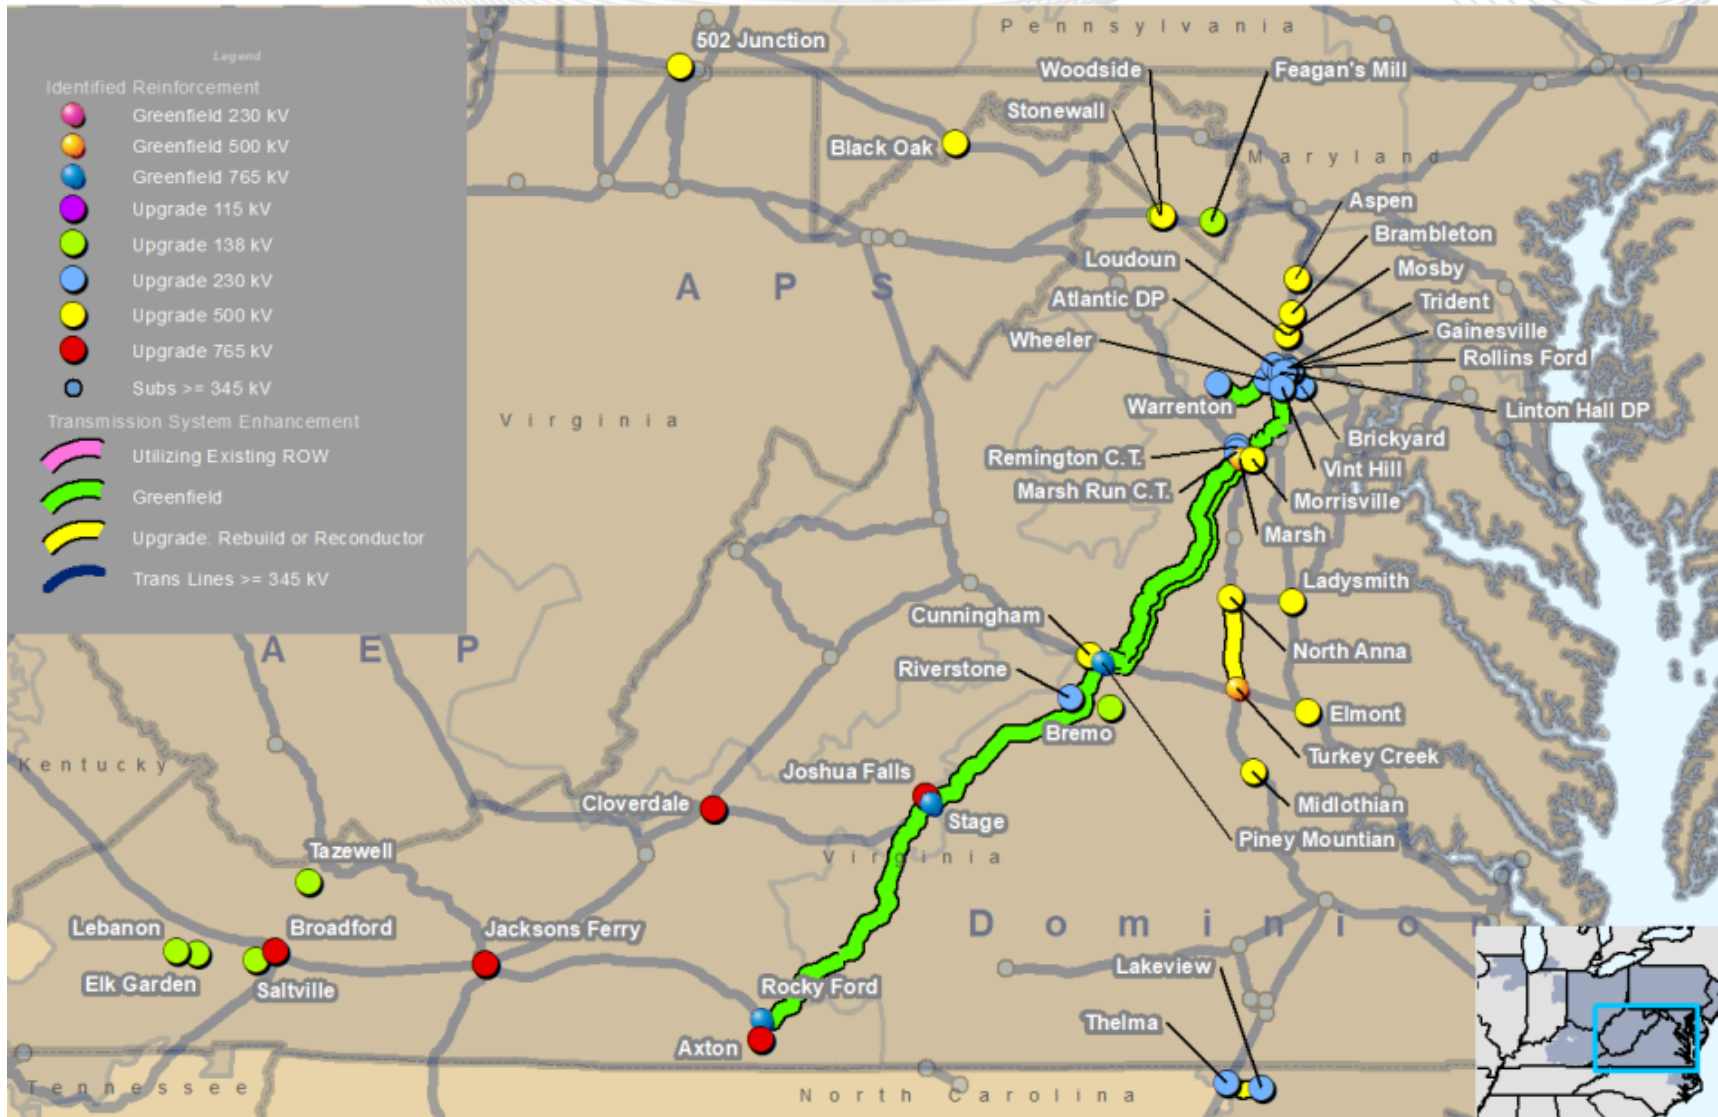 Legend
Identified Reinforcement
Greenfield 230 kV
Greenfield 500 kV
Greenfield 765 kV
Upgrade 115 kV
Upgrade 138 kV
Upgrade 230 kV
Upgrade 500 kV
Upgrade 765 kV
Subs >= 345 kV
Transmission System Enhancement
Utilizing Existing ROW
Greenfield
Upgrade: Rebuild or Reconductor
Trans Lines >= 345 kV
Pennsylvania
502 Junction
Woodside
Feagan's Mill
Stonewall
Black Oak
Maryland
Aspen
Brambleton
Loudoun
Mosby
APS
Atlantic DP
Trident
Gainesville
Wheeler
Rollins Ford
Warrenton
Linton Hall DP
Virginia
Brickyard
Remington C.T.
Vint Hill
Marsh Run C.T.
Morrisville
Marsh
Ladysmith
Cunningham
AEP
North Anna
Riverstone
Elmont
Bremo
Turkey Creek
Kentucky
Joshua Falls
Cloverdale
Midlothian
Stage
Piney Mountian
Tazewell
Virginia
Lebanon
Broadford
Jacksons Ferry
Dominion
Elk Garden
Saltville
Rocky Ford
Lakeview
Thelma
Axton
Tennessee
North Carolina